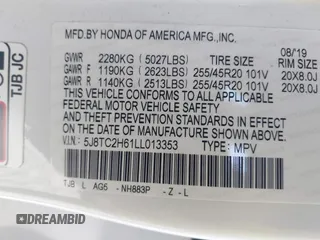 MFD.BY HONDA OF AMERICA MFG.,INC.
08/19
GVWR 2280KG (5027LBS) TIRE SIZE RIM SIZE
GAWR F 1190KG (2623LBS) 255/45R20 101V 20X8.0J
GAWR R 1140KG (2513LBS) 255/45R20 101V 20X8.0J
THIS VEHICLE CONFORMS TO ALL APPLICABLE
FEDERAL MOTOR VEHICLE SAFETY AND
THEFT PREVENTION STANDARDS IN EFFECT ON
THE DATE OF MANUFACTURE SHOWN ABOVE.
V.I.N.: 5J8TC2H61LL013353 TYPE: MPV
TJB L AG5 -NH883P -Z-L
TJB JC
DREAMBID